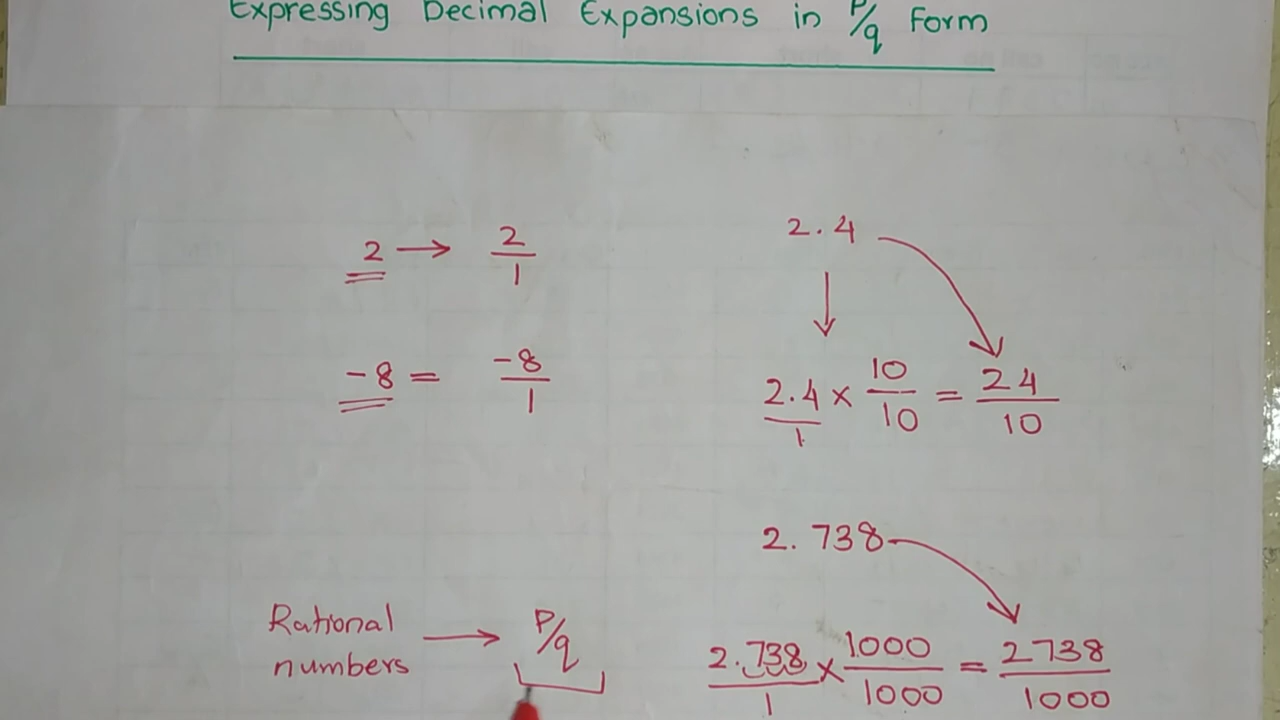 Expressing Decimal Expansions in P/q Form
2 → 2/1
-8 = -8/1
Rational numbers → P/q
2.4
2.4/1 × 10/10 = 24/10
2.738
2.738/1 × 1000/1000 = 2738/1000